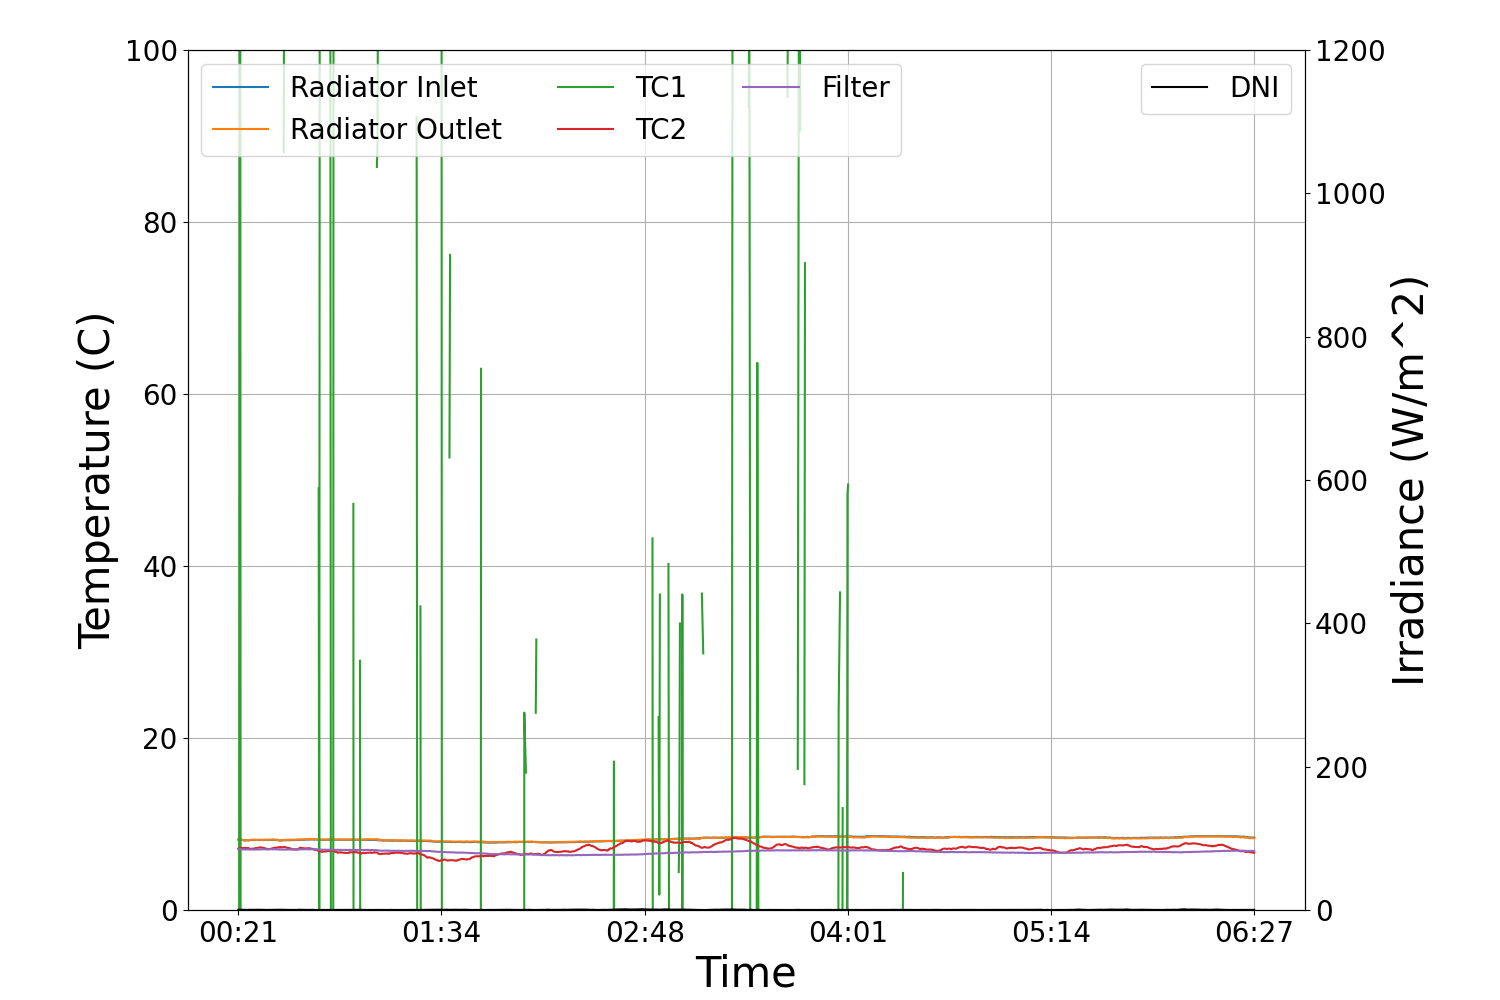 100
80
60
40
20
0
Temperature (C)
Radiator Inlet
Radiator Outlet
TC1
TC2
Filter
DNI
1200
1000
800
600
400
200
0
Irradiance (W/m^2)
00:21 01:34 02:48 04:01 05:14 06:27
Time